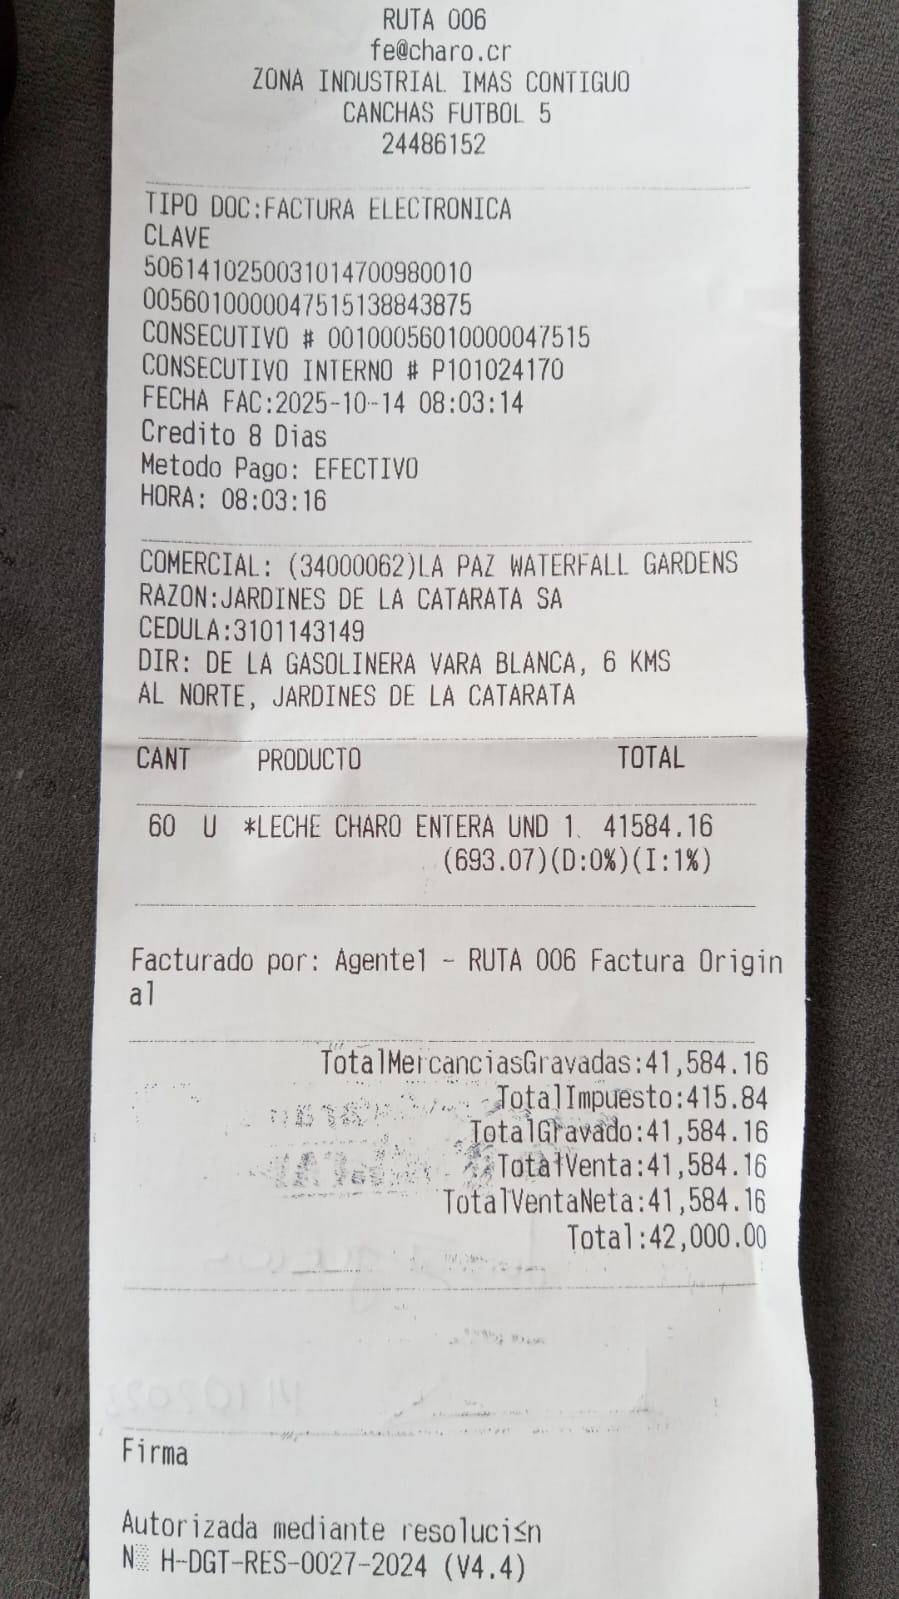 RUTA 006
fe@charo.cr
ZONA INDUSTRIAL IMAS CONTIGUO
CANCHAS FUTBOL 5
24486152
TIPO DOC:FACTURA ELECTRONICA
CLAVE
5061410250031014700980010
0056010000047515138843875
CONSECUTIVO # 00100056010000047515
CONSECUTIVO INTERNO # P101024170
FECHA FAC:2025-10-14 08:03:14
Credito 8 Dias
Metodo Pago: EFECTIVO
HORA: 08:03:16
COMERCIAL: (34000062)LA PAZ WATERFALL GARDENS
RAZON:JARDINES DE LA CATARATA SA
CEDULA:3101143149
DIR: DE LA GASOLINERA VARA BLANCA, 6 KMS
AL NORTE, JARDINES DE LA CATARATA
CANT PRODUCTO TOTAL
60 U *LECHE CHARO ENTERA UND 1 41584.16
(693.07)(D:0%)(I:1%)
Facturado por: Agente1 - RUTA 006 Factura Origin
al
TotalMercanciasGravadas:41,584.16
TotalImpuesto:415.84
TotalGravado:41,584.16
TotalVenta:41,584.16
TotalVentaNeta:41,584.16
Total:42,000.00
Firma
Autorizada mediante resoluci≤n
N H-DGT-RES-0027-2024 (V4.4)